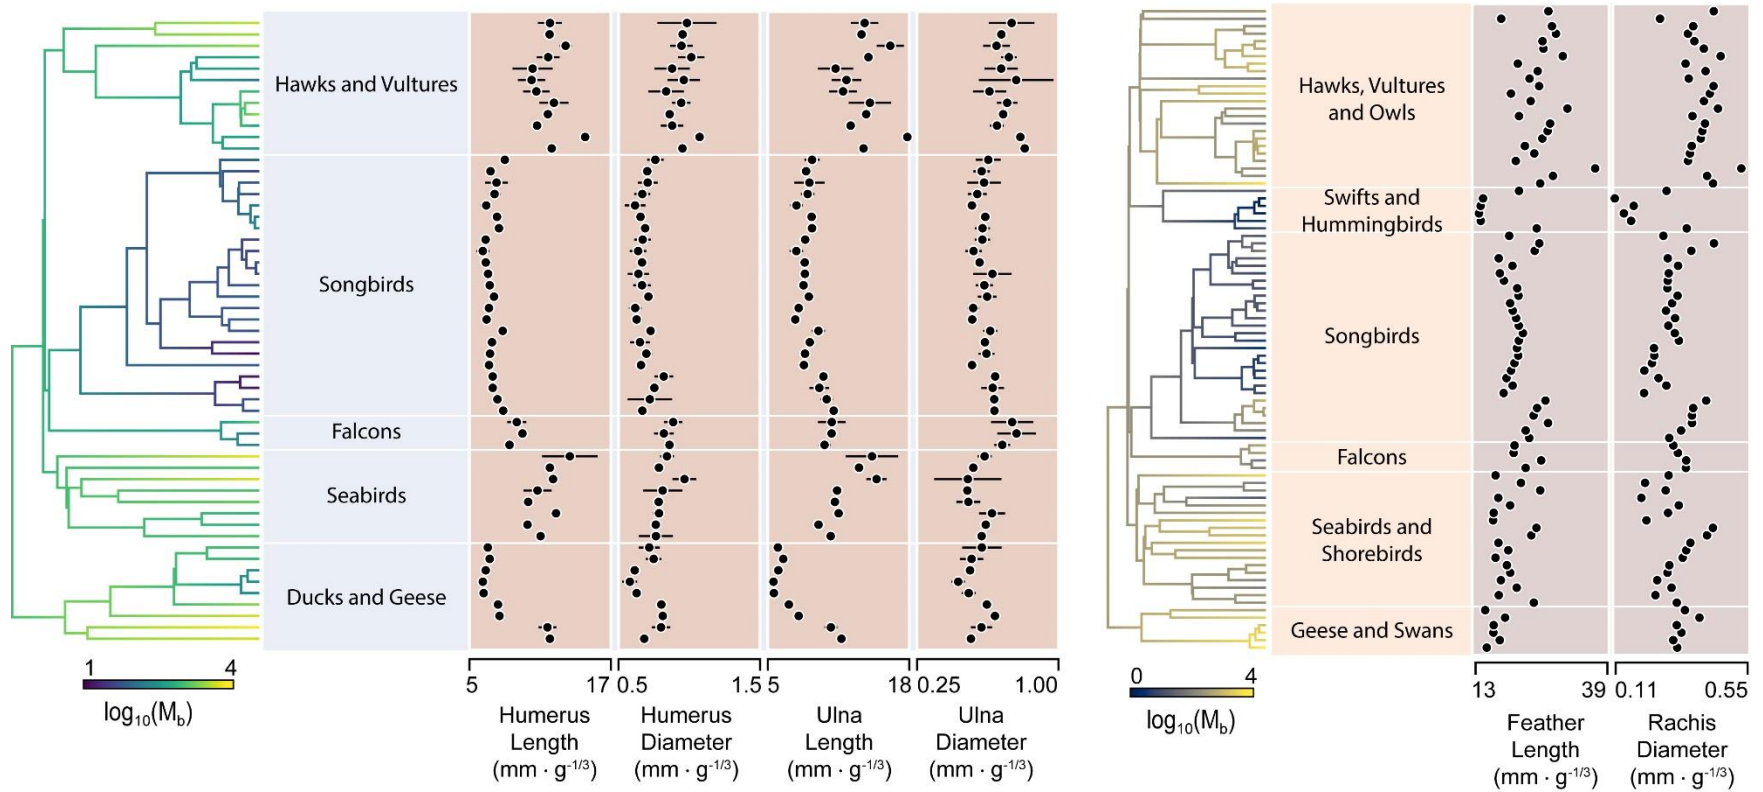 Hawks and Vultures
Songbirds
Falcons
Seabirds
Ducks and Geese
1 4
log10(Mb)
5 17
Humerus
Length
(mm · g-1/3)
0.5 1.5
Humerus
Diameter
(mm · g-1/3)
5 18
Ulna
Length
(mm · g-1/3)
0.25 1.00
Ulna
Diameter
(mm · g-1/3)
Hawks, Vultures
and Owls
Swifts and
Hummingbirds
Songbirds
Falcons
Seabirds and
Shorebirds
Geese and Swans
0 4
log10(Mb)
13 39
Feather
Length
(mm · g-1/3)
0.11 0.55
Rachis
Diameter
(mm · g-1/3)